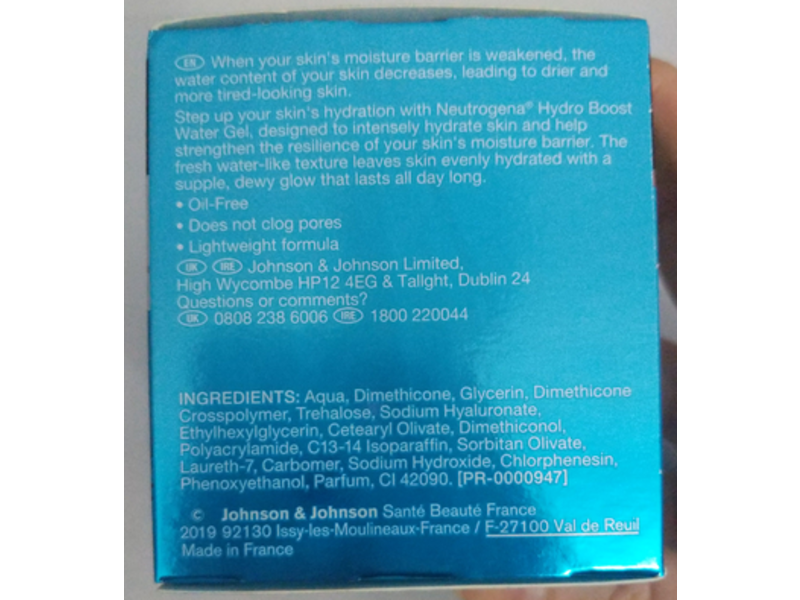 EN When your skin's moisture barrier is weakened, the
water content of your skin decreases, leading to drier and
more tired-looking skin.
Step up your skin's hydration with Neutrogena® Hydro Boost
Water Gel, designed to intensely hydrate skin and help
strengthen the resilience of your skin's moisture barrier. The
fresh water-like texture leaves skin evenly hydrated with a
supple, dewy glow that lasts all day long.
• Oil-Free
• Does not clog pores
• Lightweight formula
UK IRE Johnson & Johnson Limited,
High Wycombe HP12 4EG & Tallght, Dublin 24
Questions or comments?
UK 0808 238 6006 IRE 1800 220044
INGREDIENTS: Aqua, Dimethicone, Glycerin, Dimethicone
Crosspolymer, Trehalose, Sodium Hyaluronate,
Ethylhexylglycerin, Cetearyl Olivate, Dimethiconol,
Polyacrylamide, C13-14 Isoparaffin, Sorbitan Olivate,
Laureth-7, Carbomer, Sodium Hydroxide, Chlorphenesin,
Phenoxyethanol, Parfum, CI 42090. [PR-0000947]
© Johnson & Johnson Santé Beauté France
2019 92130 Issy-les-Moulineaux-France / F-27100 Val de Reuil
Made in France